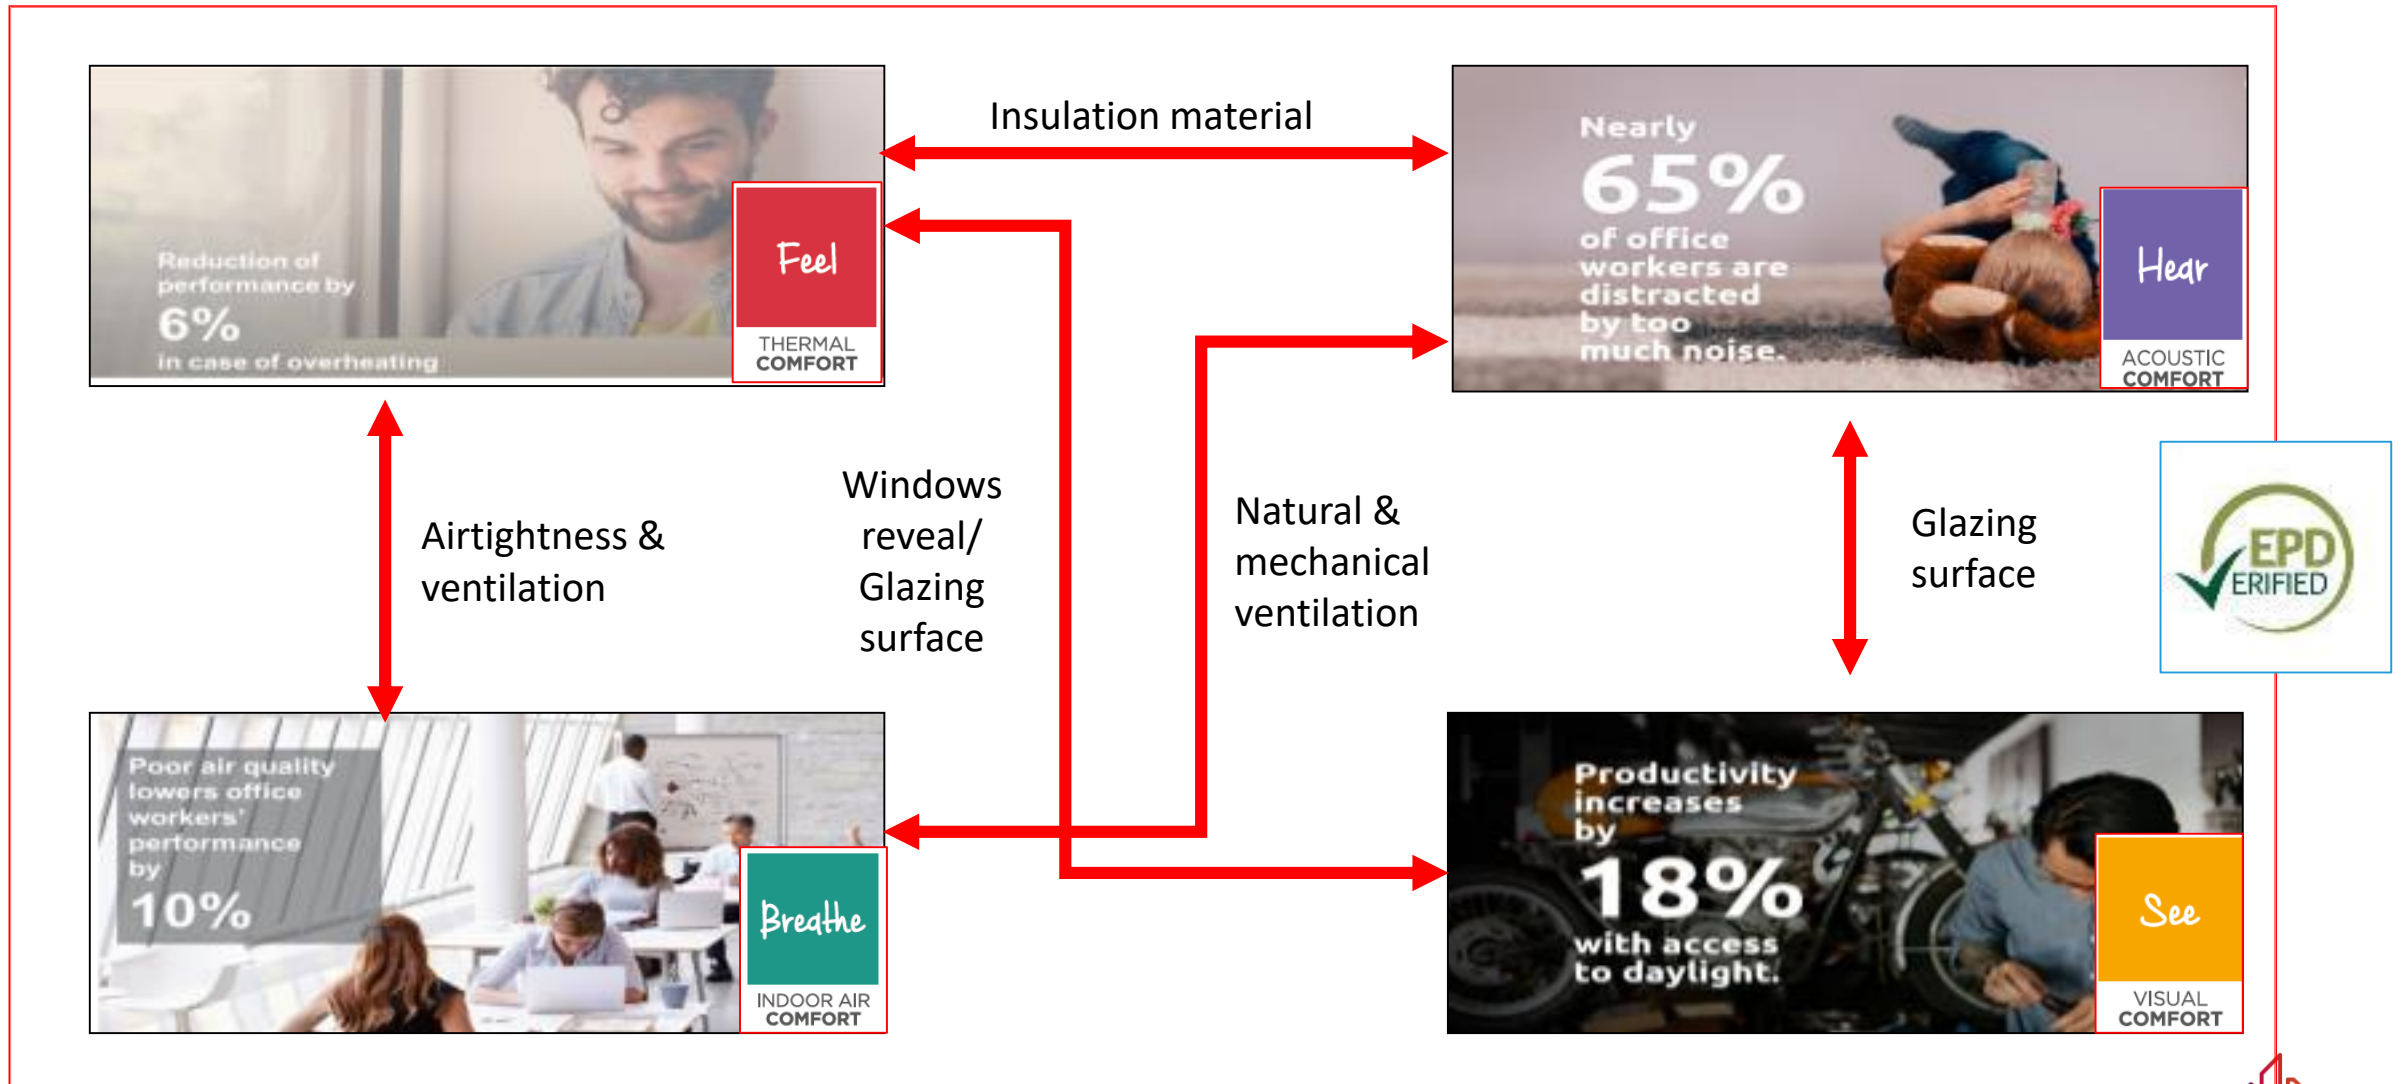 Reduction of
performance by
6%
in case of overheating
Feel
THERMAL
COMFORT
Insulation material
Nearly
65%
of office
workers are
distracted
by too
much noise.
Hear
ACOUSTIC
COMFORT
Airtightness &
ventilation
Windows
reveal/
Glazing
surface
Natural &
mechanical
ventilation
Glazing
surface
EPD
ERIFIED
Poor air quality
lowers office
workers'
performance
by
10%
Breathe
INDOOR AIR
COMFORT
Productivity
increases
by
18%
with access
to daylight.
See
VISUAL
COMFORT